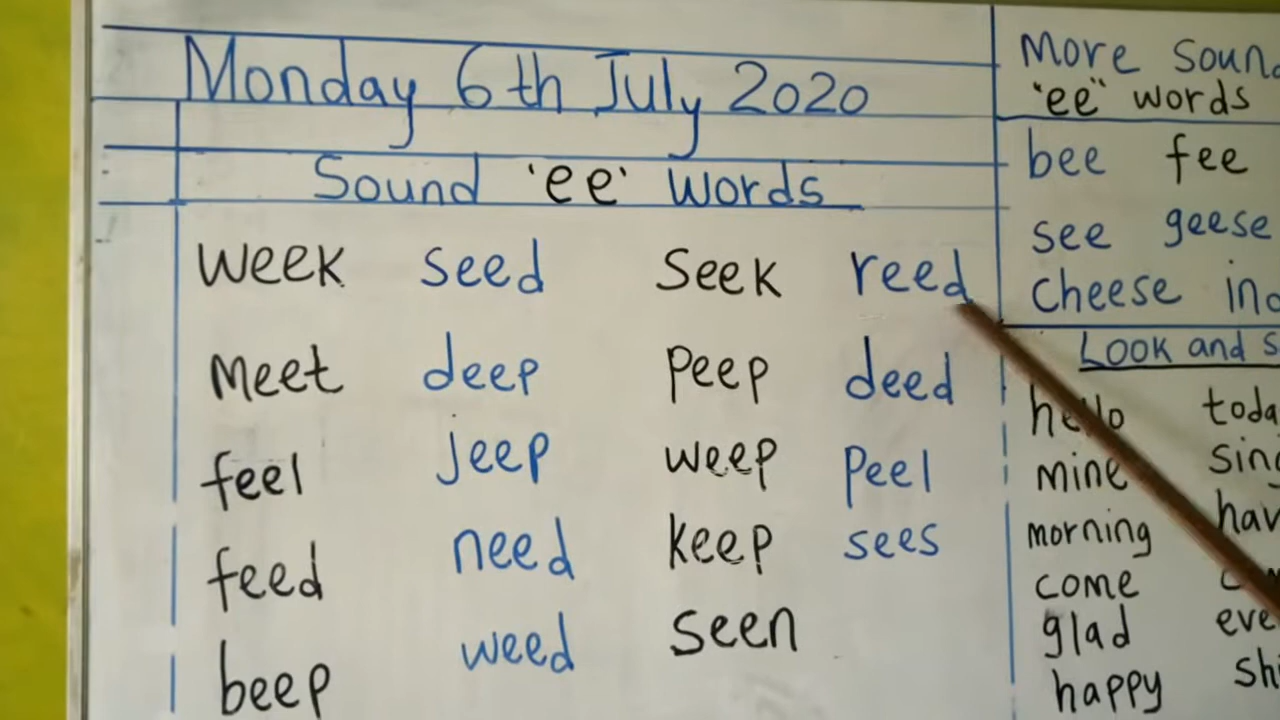 Monday 6th July 2020
Sound 'ee' words
week seed seek reed
meet deep peep deed
feel jeep weep peel
feed need keep sees
beep weed seen
More
'ee' words
bee fee
see geese
cheese
Look and
hello
mine
morning
come
glad
happy